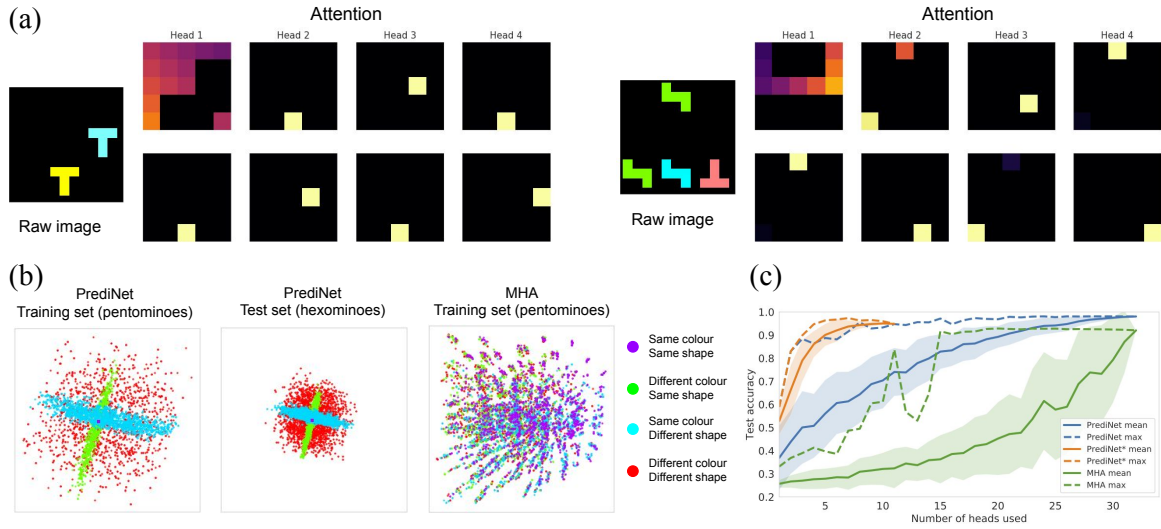 (a)
Attention
Head 1
Head 2
Head 3
Head 4
Raw image
Attention
Head 1
Head 2
Head 3
Head 4
Raw image
(b)
PrediNet
Training set (pentominoes)
PrediNet
Test set (hexominoes)
MHA
Training set (pentominoes)
Same colour
Same shape
Different colour
Same shape
Same colour
Different shape
Different colour
Different shape
(c)
1.0
0.9
0.8
0.7
0.6
0.5
0.4
0.3
0.2
Test accuracy
5
10
15
20
25
30
Number of heads used
PrediNet mean
PrediNet max
PrediNet* mean
PrediNet* max
MHA mean
MHA max